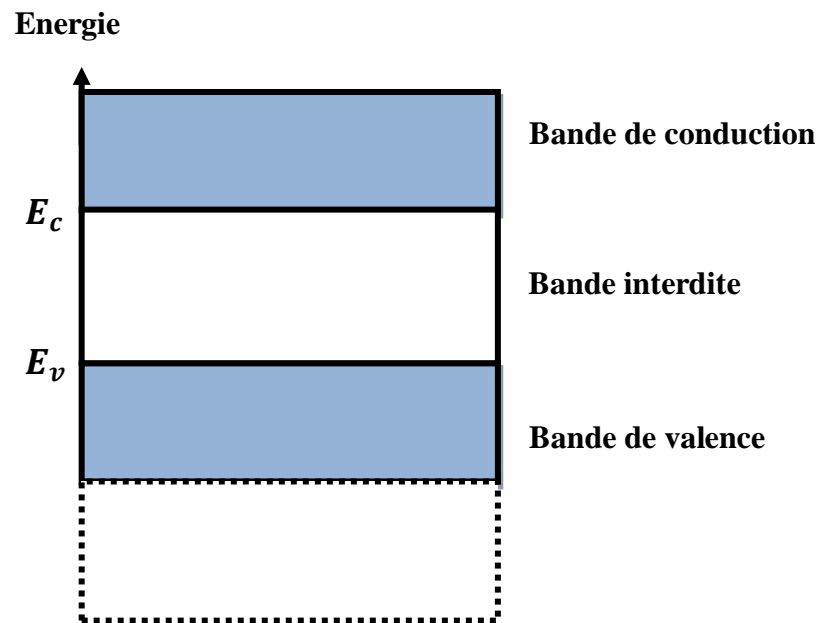 Energie
Bande de conduction
E_c
Bande interdite
E_v
Bande de valence